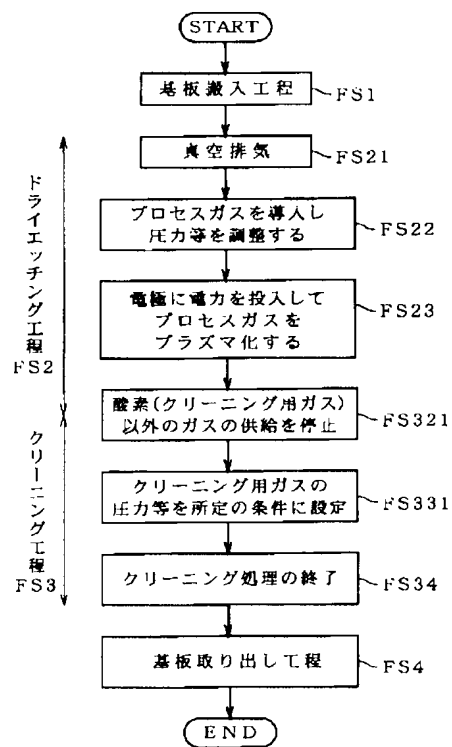 START
基板搬入工程
FS1
真空排気
FS21
プロセスガスを導入し
圧力等を調整する
FS22
電極に電力を投入して
プロセスガスを
プラズマ化する
FS23
ドライエッチング工程
FS2
酸素(クリーニング用ガス)
以外のガスの供給を停止
FS321
クリーニング用ガスの
圧力等を所定の条件に設定
FS331
クリーニング工程
FS3
クリーニング処理の終了
FS34
基板取り出し工程
FS4
END